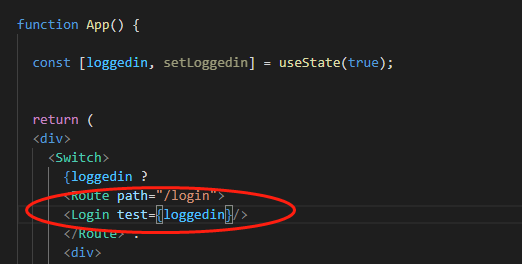 function App() {
const [loggedin, setLoggedin] = useState(true);
return (
<div>
<Switch>
{loggedin ?
<Route path="/login">
<Login test={loggedin}/>
</Route> :
<div>